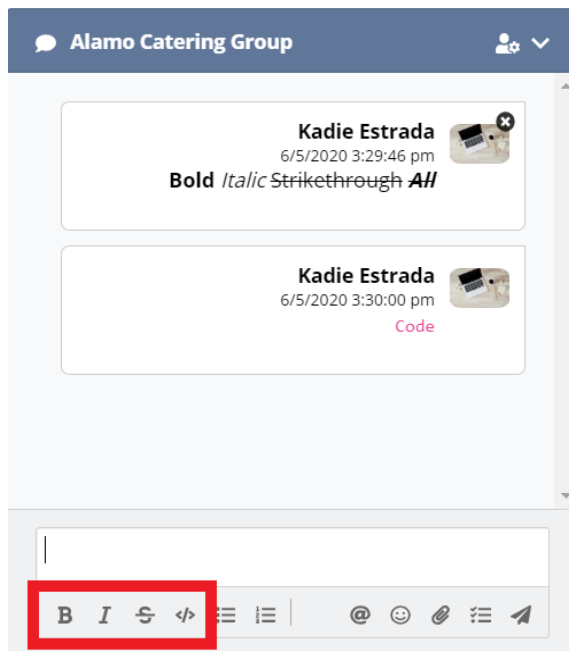 Alamo Catering Group
Kadie Estrada
6/5/2020 3:29:46 pm
Bold Italic Strikethrough All
Kadie Estrada
6/5/2020 3:30:00 pm
Code
B I S </>
@